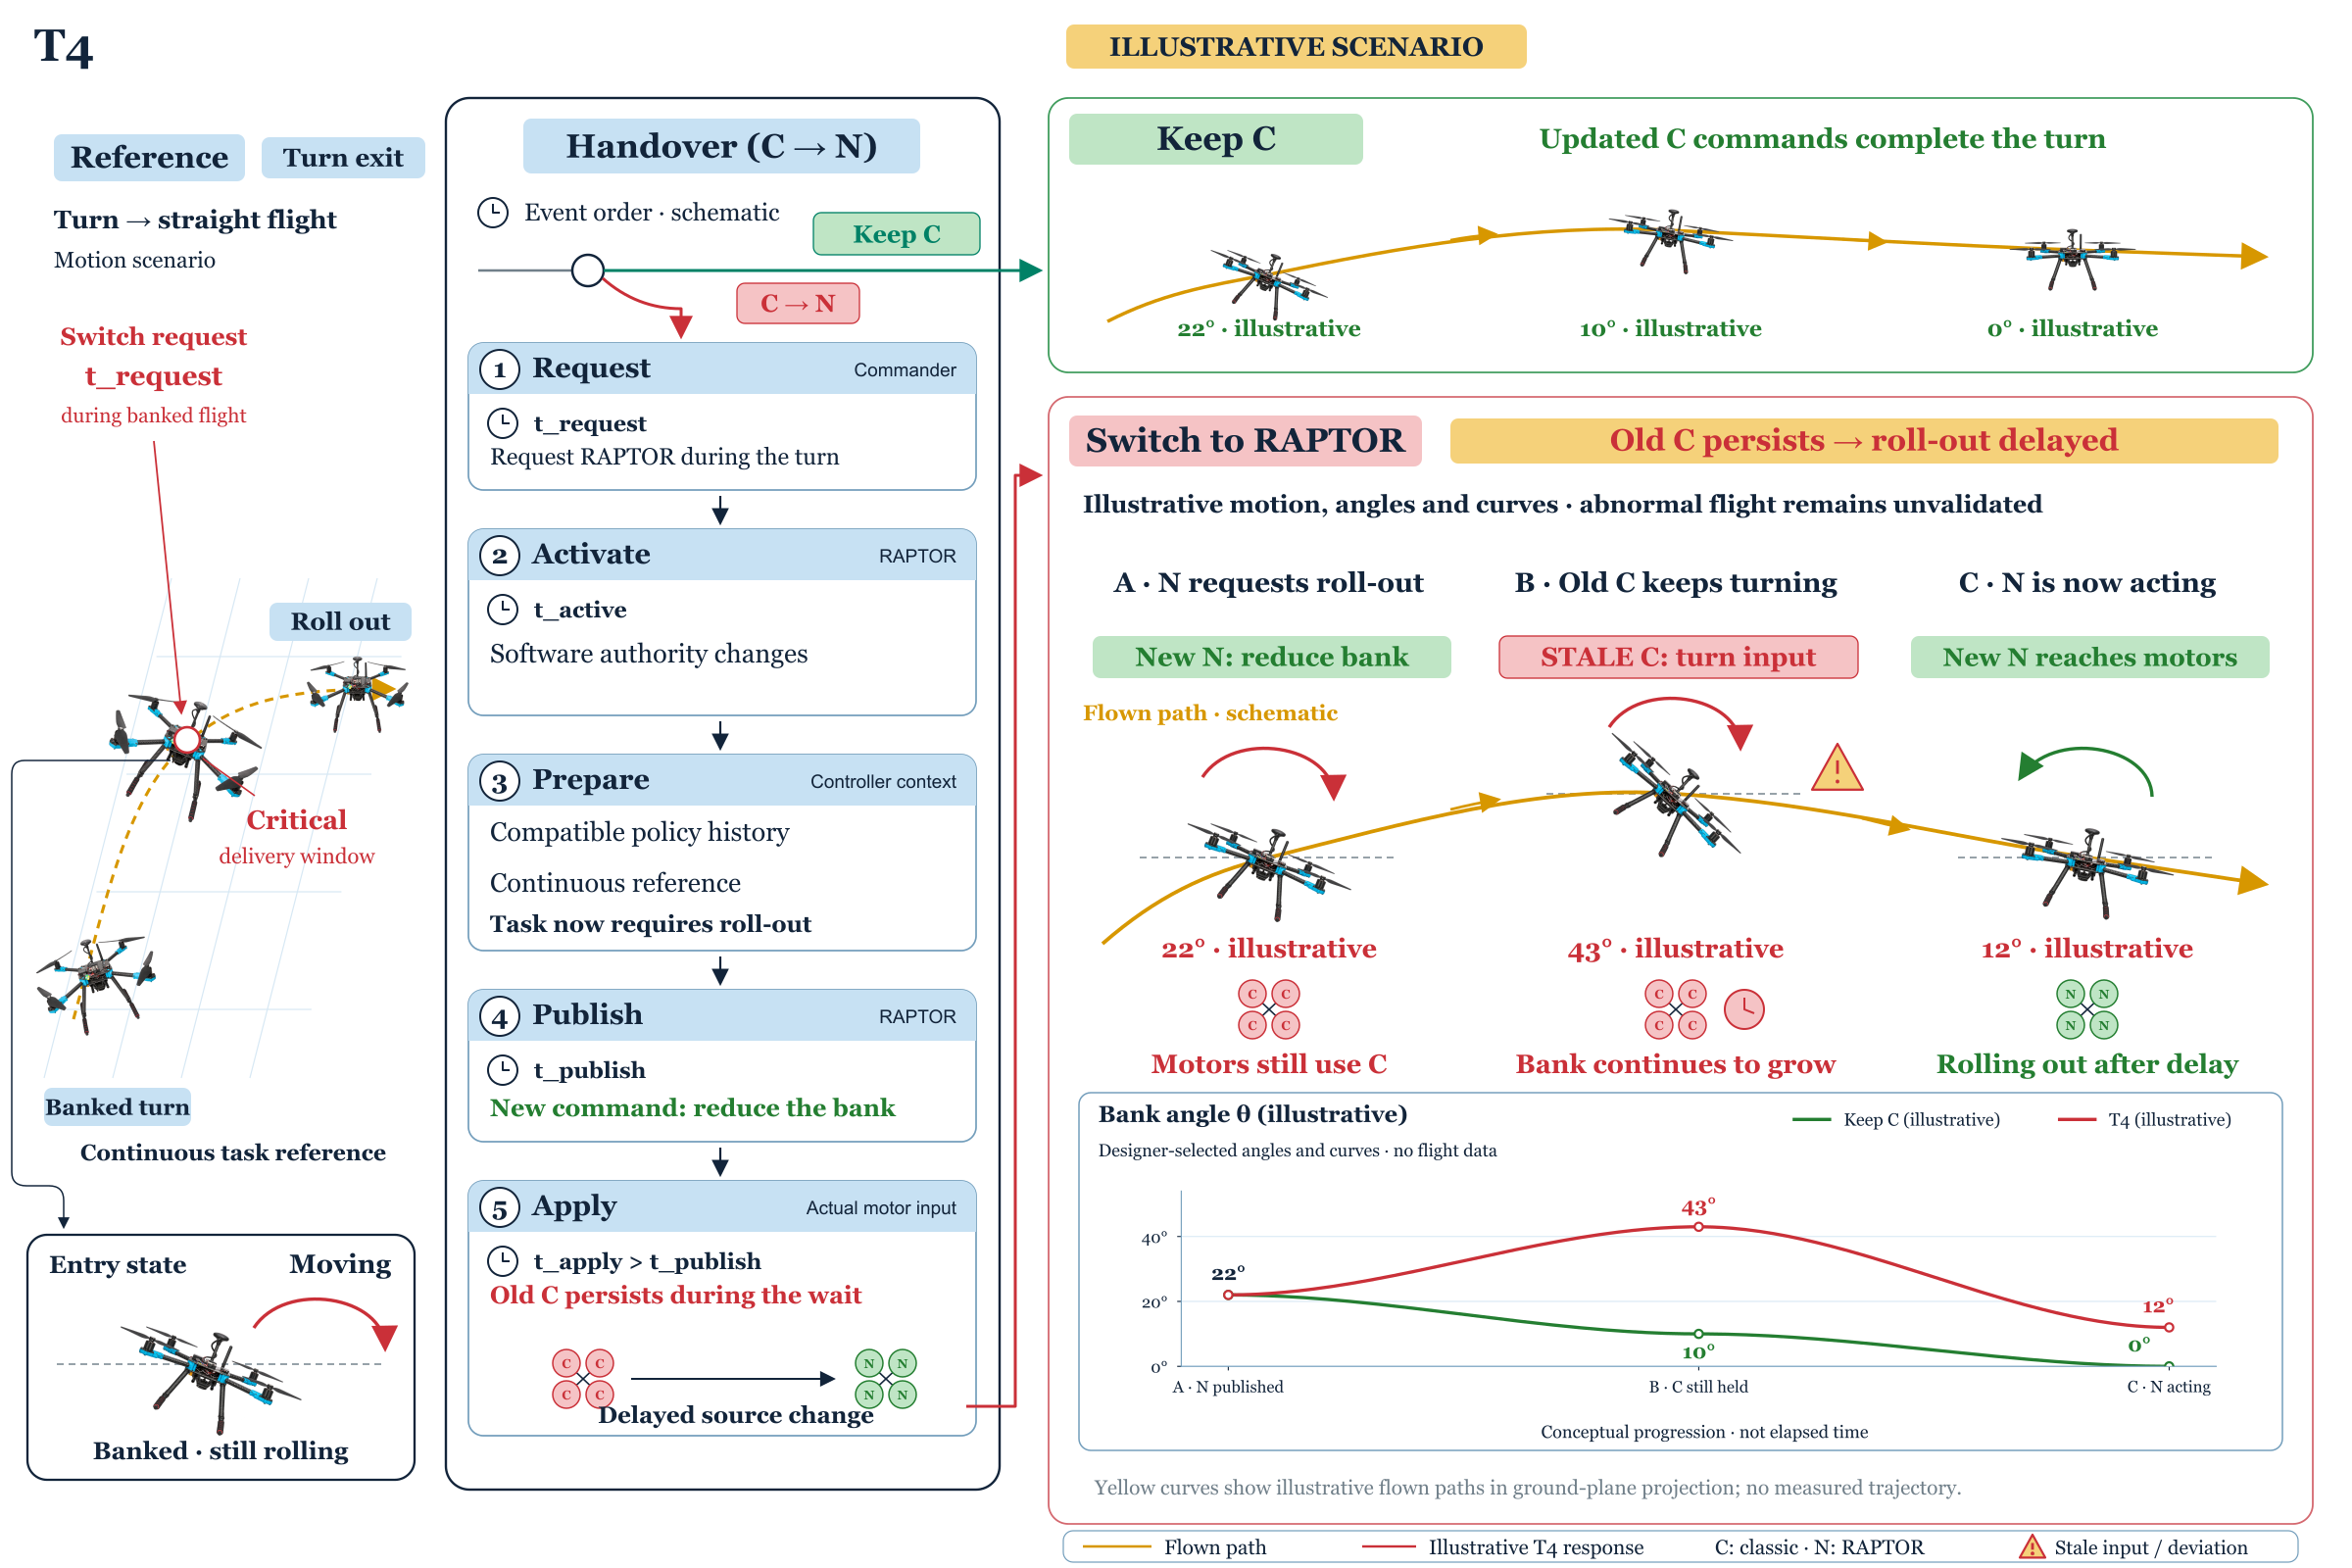 T4
ILLUSTRATIVE SCENARIO
Reference
Turn exit
Turn → straight flight
Motion scenario
Switch request
t_request
during banked flight
Roll out
Critical
delivery window
Banked turn
Continuous task reference
Entry state
Moving
Banked · still rolling
Handover (C → N)
Event order · schematic
Keep C
C → N
1 Request
Commander
t_request
Request RAPTOR during the turn
2 Activate
RAPTOR
t_active
Software authority changes
3 Prepare
Controller context
Compatible policy history
Continuous reference
Task now requires roll-out
4 Publish
RAPTOR
t_publish
New command: reduce the bank
5 Apply
Actual motor input
t_apply > t_publish
Old C persists during the wait
C C N N
C C N N
Delayed source change
Keep C
Updated C commands complete the turn
22° · illustrative
10° · illustrative
0° · illustrative
Switch to RAPTOR
Old C persists → roll-out delayed
Illustrative motion, angles and curves · abnormal flight remains unvalidated
A · N requests roll-out
B · Old C keeps turning
C · N is now acting
New N: reduce bank
STALE C: turn input
New N reaches motors
Flown path · schematic
!
22° · illustrative
43° · illustrative
12° · illustrative
C C C C N N
C C C C N N
Motors still use C
Bank continues to grow
Rolling out after delay
Bank angle θ (illustrative)
Keep C (illustrative)
T4 (illustrative)
Designer-selected angles and curves · no flight data
43°
40°
22°
20°
12°
10°
0°
0°
A · N published
B · C still held
C · N acting
Conceptual progression · not elapsed time
Yellow curves show illustrative flown paths in ground-plane projection; no measured trajectory.
Flown path
Illustrative T4 response
C: classic · N: RAPTOR
! Stale input / deviation